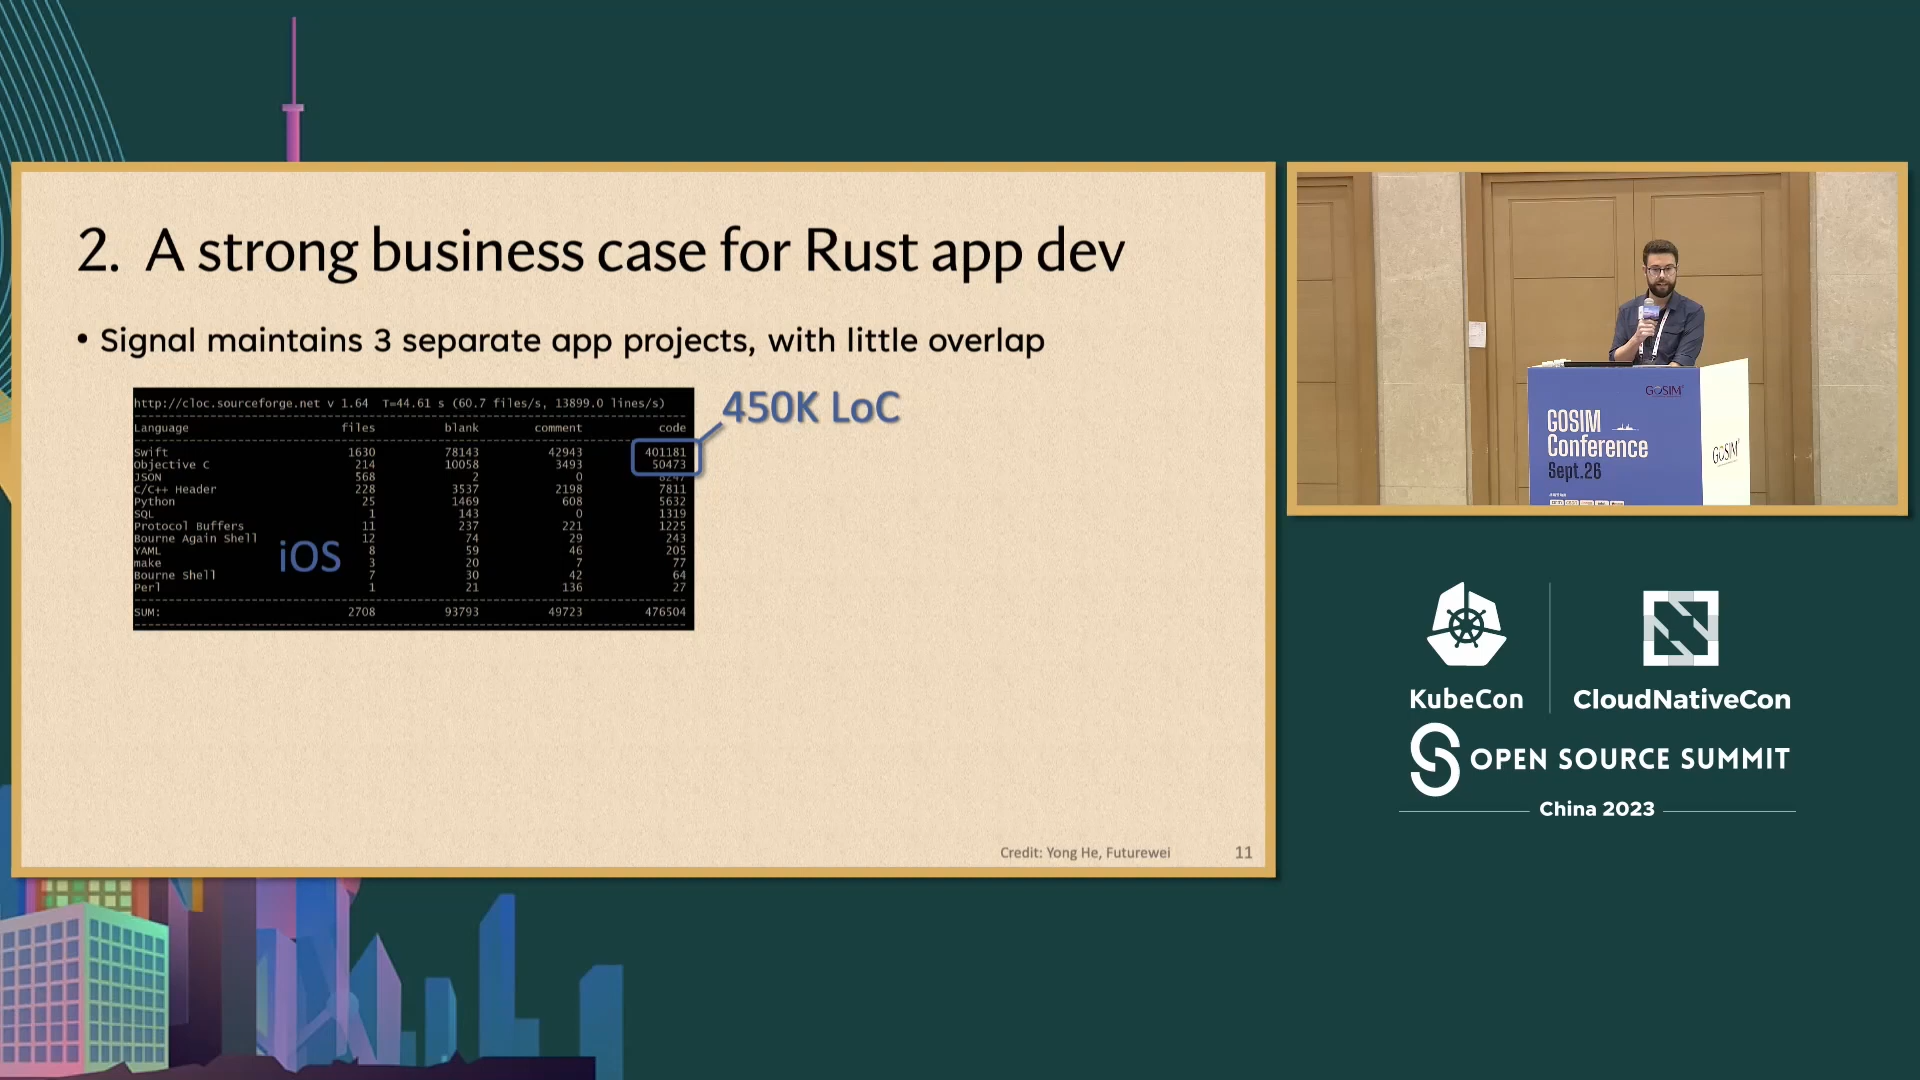 2. A strong business case for Rust app dev
• Signal maintains 3 separate app projects, with little overlap
http://cloc.sourceforge.net v 1.64 T=44.61 s (60.7 files/s, 13899.0 lines/s)
Language files blank comment code
Swift 1630 78143 42943 401181
Objective C 214 10058 3493 50473
JSON 568 2 0 8247
C/C++ Header 228 3537 2198 7811
Python 25 1469 608 5632
SQL 1 143 0 1319
Protocol Buffers 11 237 221 1225
Bourne Again Shell 12 74 29 243
YAML 8 59 46 205
make 3 20 7 77
Bourne Shell 7 30 42 64
Perl 1 21 136 27
SUM: 2708 93793 49723 476504
450K LoC
iOS
Credit: Yong He, Futurewei
11
GOSIM
GOSIM
Conference
Sept.26
GOSIM
KubeCon
CloudNativeCon
OPEN SOURCE SUMMIT
China 2023